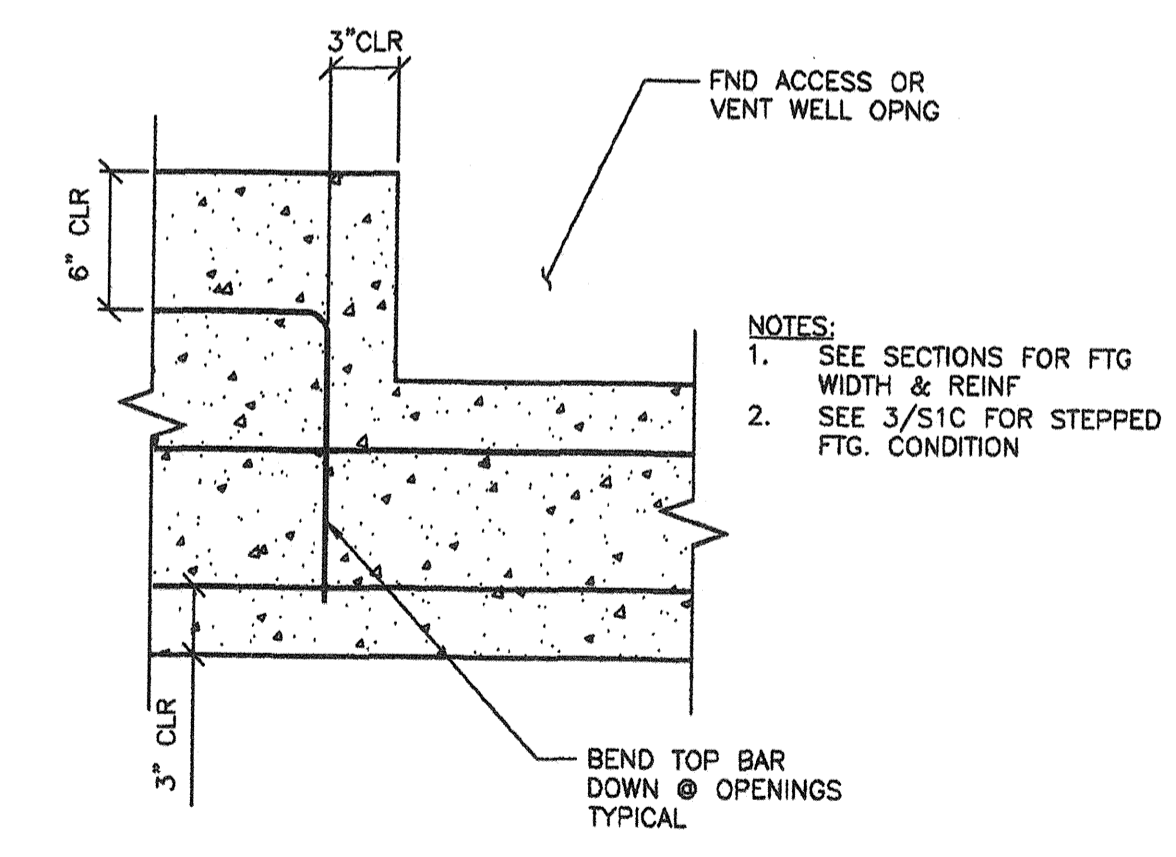 3"CLR
FND ACCESS OR
VENT WELL OPNG
6" CLR
NOTES:
1. SEE SECTIONS FOR FTG
WIDTH & REINF
2. SEE 3/S1C FOR STEPPED
FTG. CONDITION
3" CLR
BEND TOP BAR
DOWN @ OPENINGS
TYPICAL